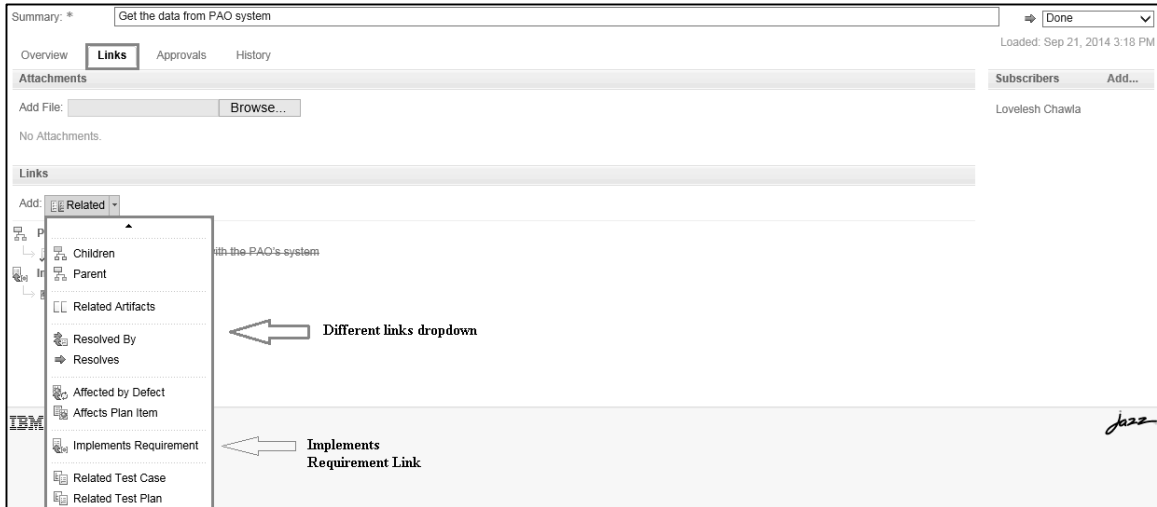 Summary: * Get the data from PAO system Done
Loaded: Sep 21, 2014 3:18 PM
Overview Links Approvals History
Attachments Subscribers Add...
Add File: Browse... Lovelesh Chawla
No Attachments.
Links
Add: Related
with the PAO's system
Children
Parent
Related Artifacts
Different links dropdown
Resolved By
Resolves
Affected by Defect
Affects Plan Item
IBM jazz
Implements Requirement
Implements
Requirement Link
Related Test Case
Related Test Plan